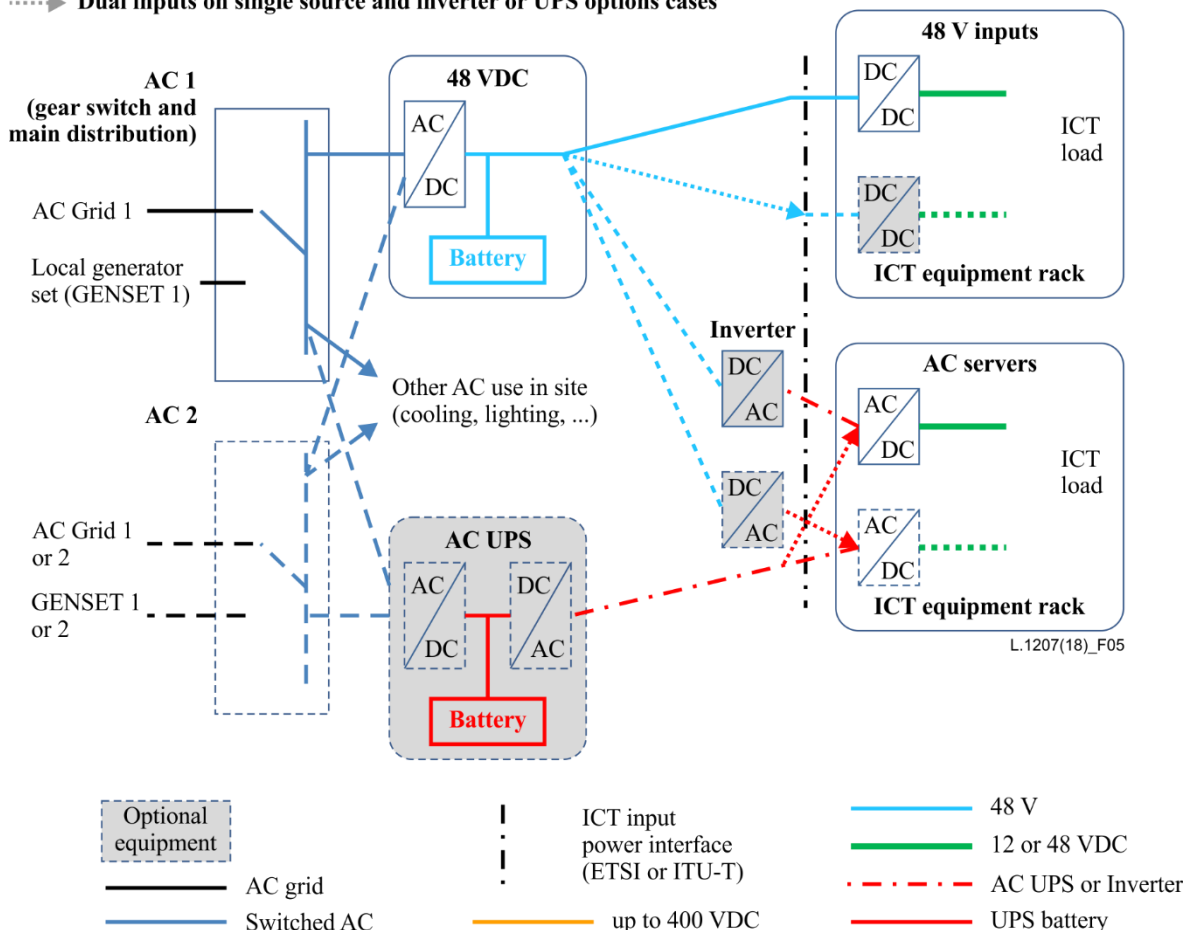 Dual inputs on single source and inverter or UPS options cases
AC 1
(gear switch and
main distribution)
AC Grid 1
Local generator
set (GENSET 1)
48 VDC
AC
DC
Battery
48 V inputs
DC
DC
ICT
load
DC
DC
ICT equipment rack
Other AC use in site
(cooling, lighting, ...)
Inverter
DC
AC
DC
AC
AC servers
AC
DC
ICT
load
AC
DC
ICT equipment rack
L.1207(18)_F05
AC 2
AC Grid 1
or 2
GENSET 1
or 2
AC UPS
AC
DC
DC
AC
Battery
Optional
equipment
AC grid
Switched AC
ICT input
power interface
(ETSI or ITU-T)
up to 400 VDC
48 V
12 or 48 VDC
AC UPS or Inverter
UPS battery